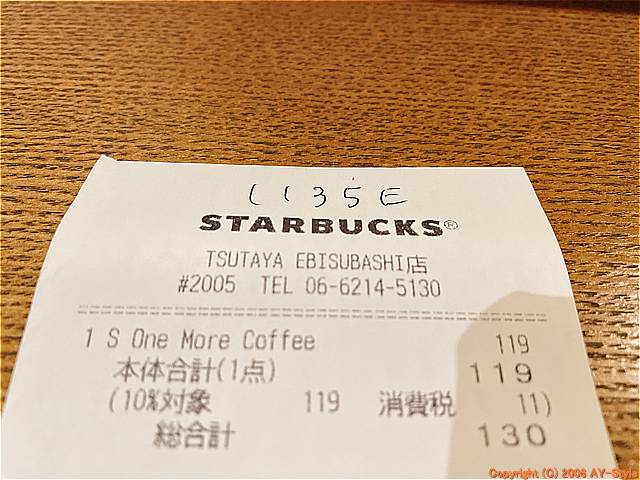 1135E
STARBUCKS®
TSUTAYA EBISUBASHI店
#2005 TEL 06-6214-5130
1 S One More Coffee 119
本体合計(1点) 119
(10%対象 119 消費税 11)
総合計 130
Copyright (C) 2006 AY-Style